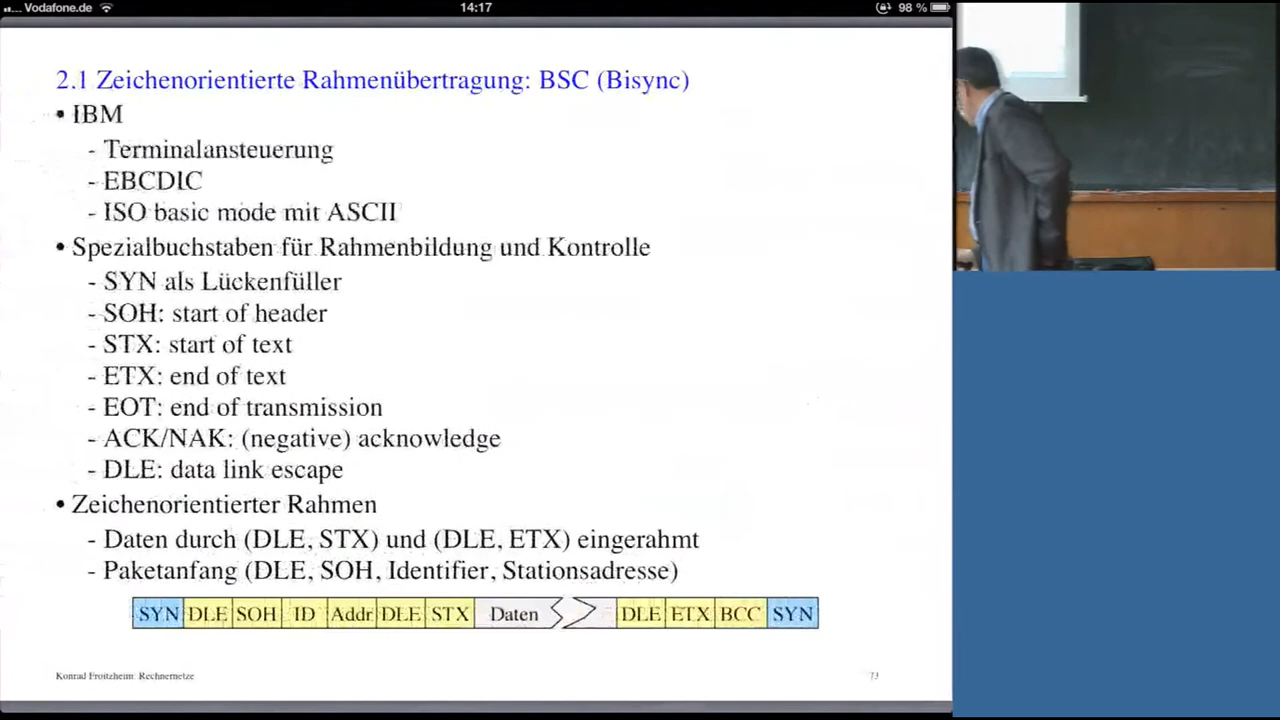 Vodafone.de 14:17 98 %
2.1 Zeichenorientierte Rahmenübertragung: BSC (Bisync)
• IBM
- Terminalansteuerung
- EBCDIC
- ISO basic mode mit ASCII
• Spezialbuchstaben für Rahmenbildung und Kontrolle
- SYN als Lückenfüller
- SOH: start of header
- STX: start of text
- ETX: end of text
- EOT: end of transmission
- ACK/NAK: (negative) acknowledge
- DLE: data link escape
• Zeichenorientierter Rahmen
- Daten durch (DLE, STX) und (DLE, ETX) eingerahmt
- Paketanfang (DLE, SOH, Identifier, Stationsadresse)
SYN DLE SOH ID Addr DLE STX Daten DLE ETX BCC SYN
Konrad Froitzheim: Rechnernetze 73